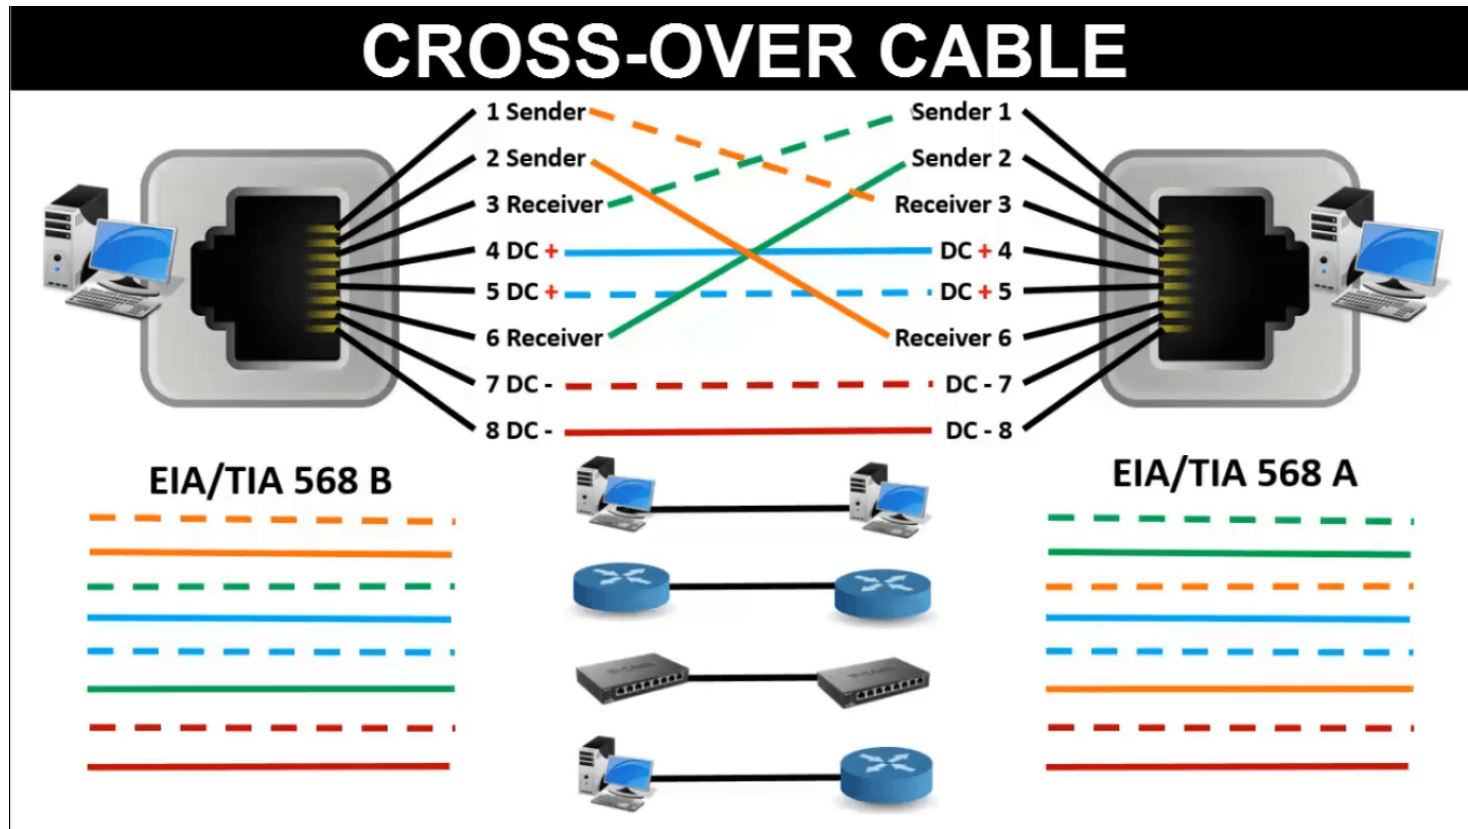 CROSS-OVER CABLE
1 Sender
Sender 1
2 Sender
Sender 2
3 Receiver
Receiver 3
4 DC +
DC + 4
5 DC +
DC + 5
6 Receiver
Receiver 6
7 DC -
DC - 7
8 DC -
DC - 8
EIA/TIA 568 B
EIA/TIA 568 A